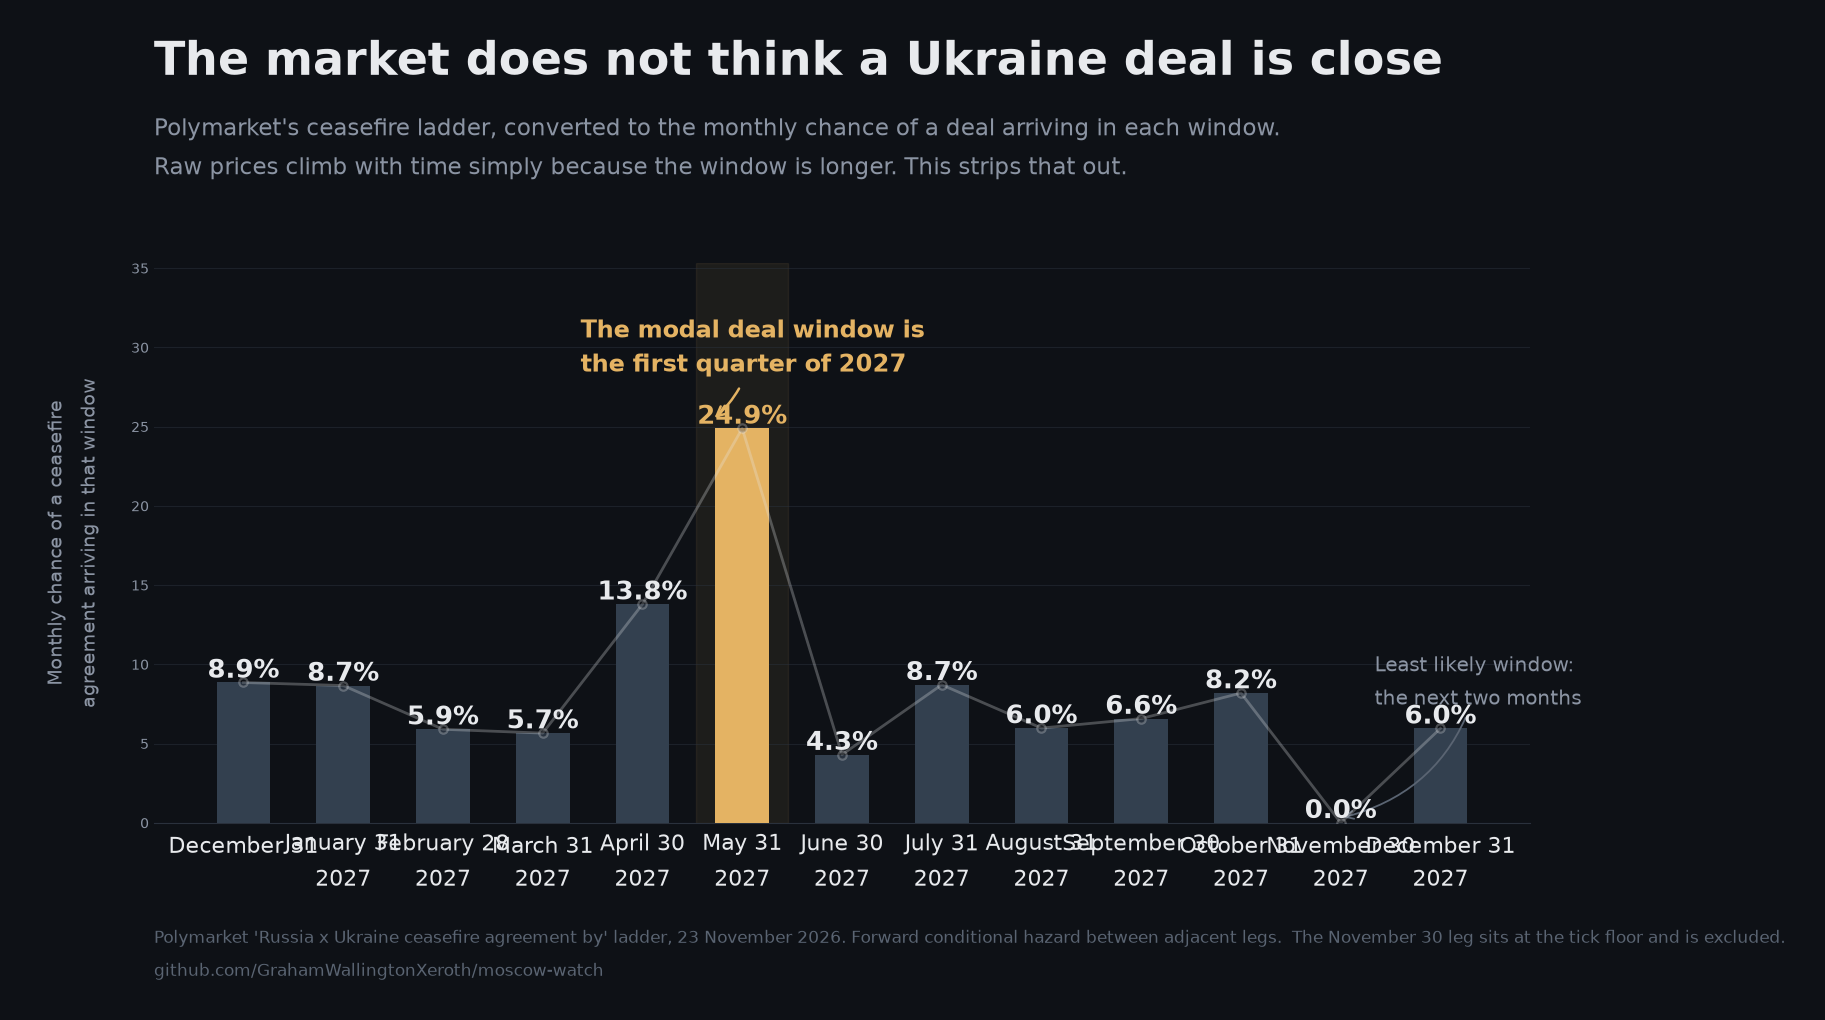 The market does not think a Ukraine deal is close
Polymarket's ceasefire ladder, converted to the monthly chance of a deal arriving in each window.
Raw prices climb with time simply because the window is longer. This strips that out.
Monthly chance of a ceasefire
agreement arriving in that window
35
30
25
20
15
10
5
0
The modal deal window is
the first quarter of 2027
24.9%
13.8%
8.9%
8.7%
5.9%
5.7%
4.3%
8.7%
6.0%
6.6%
8.2%
0.0%
6.0%
Least likely window:
the next two months
December 31
January 31
2027
February 28
2027
March 31
2027
April 30
2027
May 31
2027
June 30
2027
July 31
2027
August 31
2027
September 30
2027
October 31
2027
November 30
2027
December 31
2027
Polymarket 'Russia x Ukraine ceasefire agreement by' ladder, 23 November 2026. Forward conditional hazard between adjacent legs.  The November 30 leg sits at the tick floor and is excluded.
github.com/GrahamWallingtonXeroth/moscow-watch